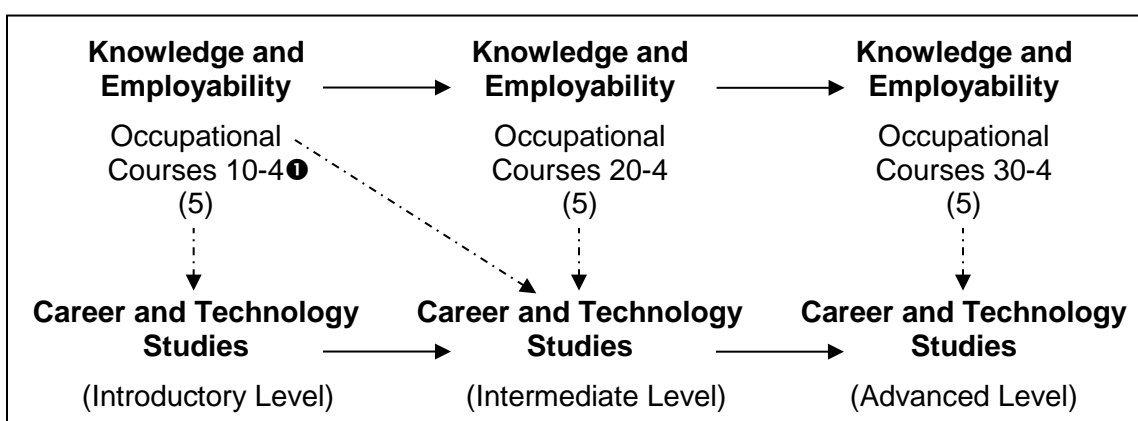 Knowledge and
Employability
Occupational
Courses 10-4❶
(5)
Knowledge and
Employability
Occupational
Courses 20-4
(5)
Knowledge and
Employability
Occupational
Courses 30-4
(5)
Career and Technology
Studies
(Introductory Level)
Career and Technology
Studies
(Intermediate Level)
Career and Technology
Studies
(Advanced Level)